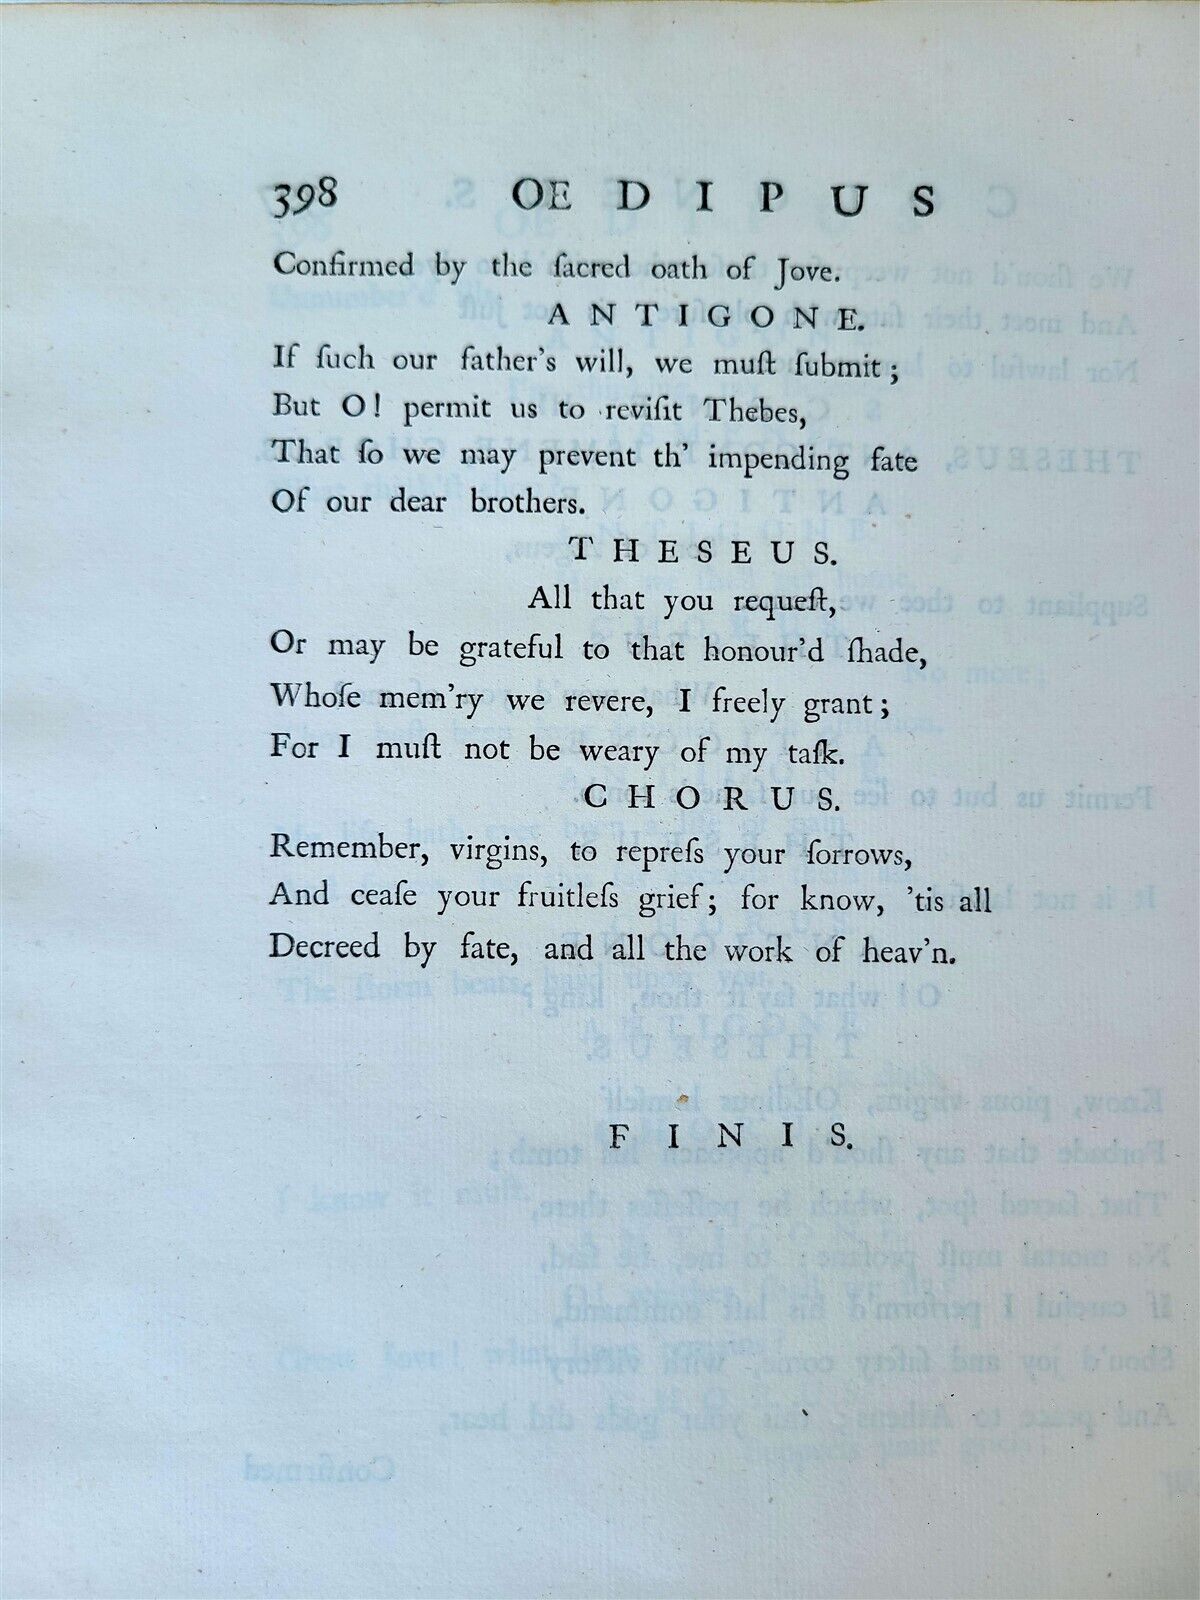 398 OEDIPUS
Confirmed by the ſacred oath of Jove.
ANTIGONE.
If ſuch our father's will, we muſt ſubmit;
But O! permit us to reviſit Thebes,
That ſo we may prevent th' impending fate
Of our dear brothers.
THESEUS.
All that you requeſt,
Or may be grateful to that honour'd ſhade,
Whoſe mem'ry we revere, I freely grant;
For I muſt not be weary of my taſk.
CHORUS.
Remember, virgins, to repreſs your ſorrows,
And ceaſe your fruitleſs grief; for know, 'tis all
Decreed by fate, and all the work of heav'n.
FINIS.